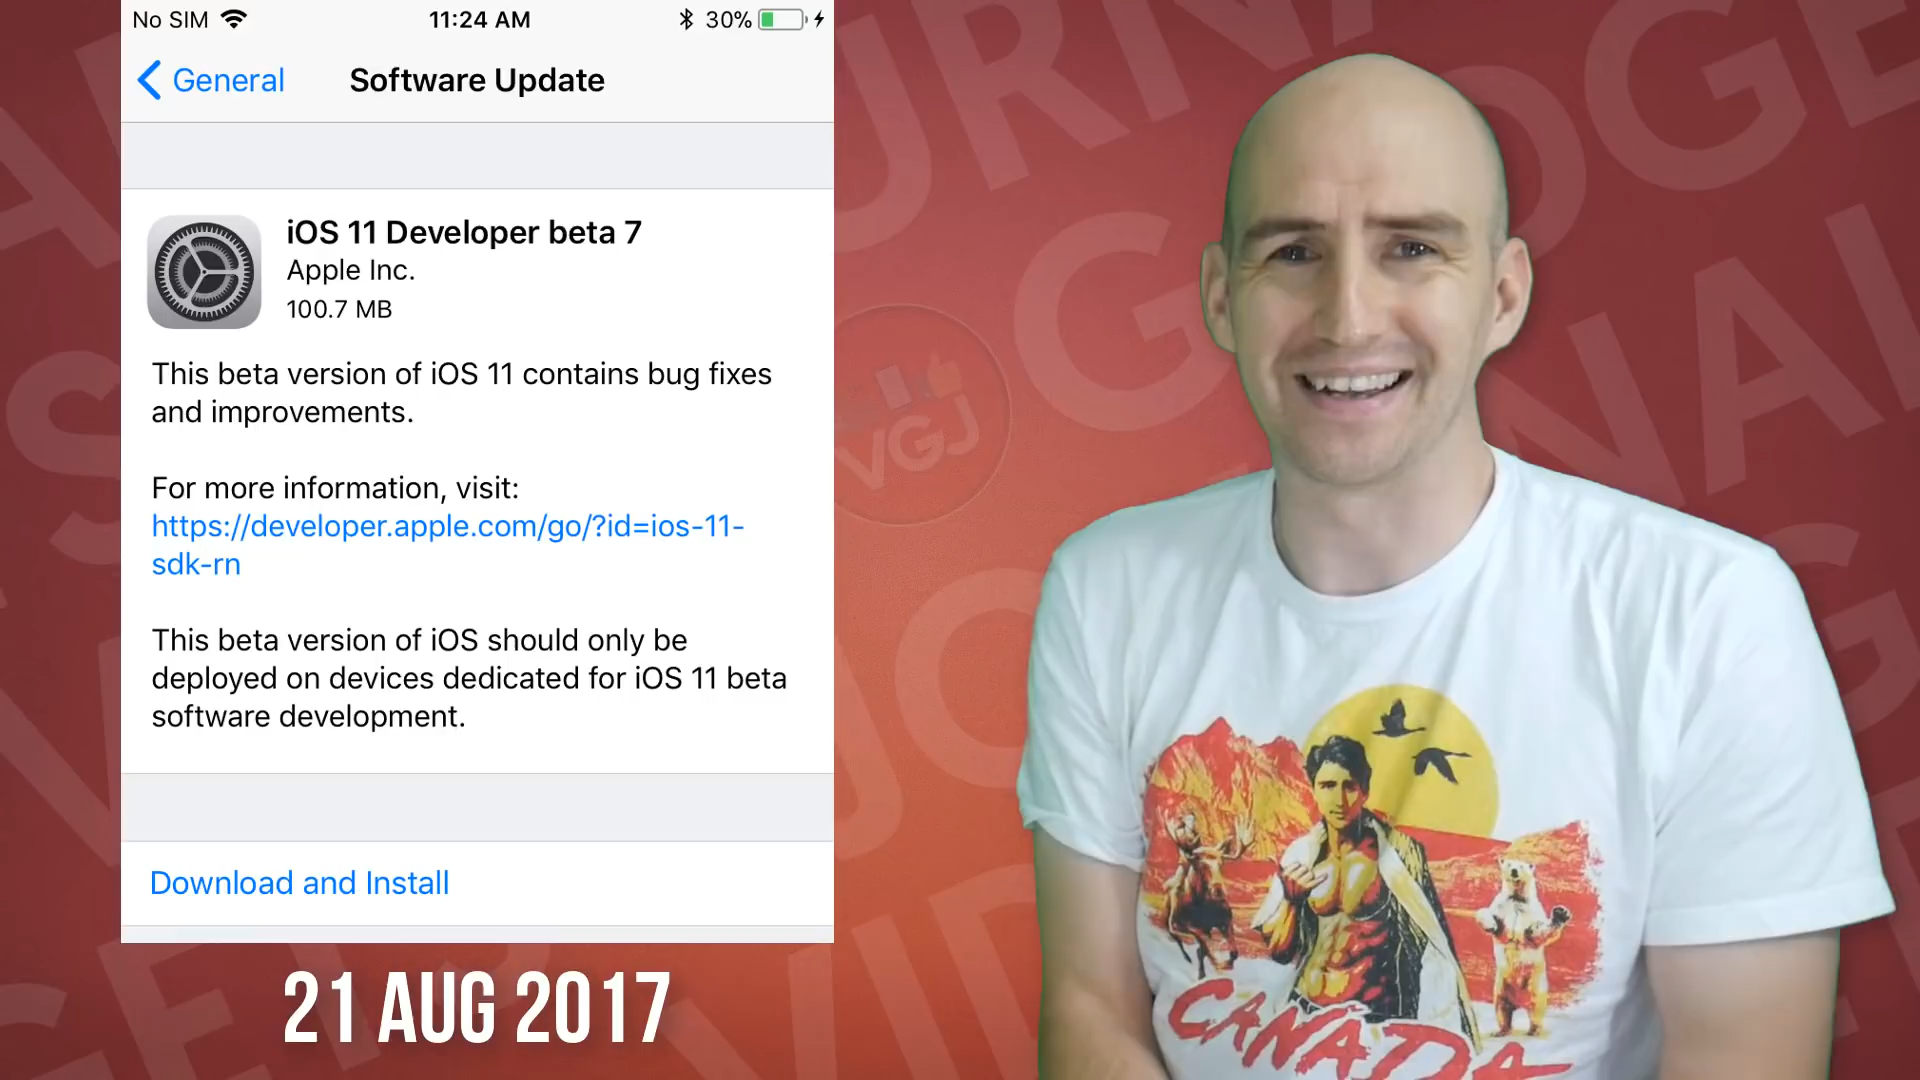 No SIM 11:24 AM 30%
General Software Update
iOS 11 Developer beta 7
Apple Inc.
100.7 MB
This beta version of iOS 11 contains bug fixes
and improvements.
For more information, visit:
https://developer.apple.com/go/?id=ios-11-
sdk-rn
This beta version of iOS should only be
deployed on devices dedicated for iOS 11 beta
software development.
Download and Install
21 AUG 2017
VGJ
CANADA